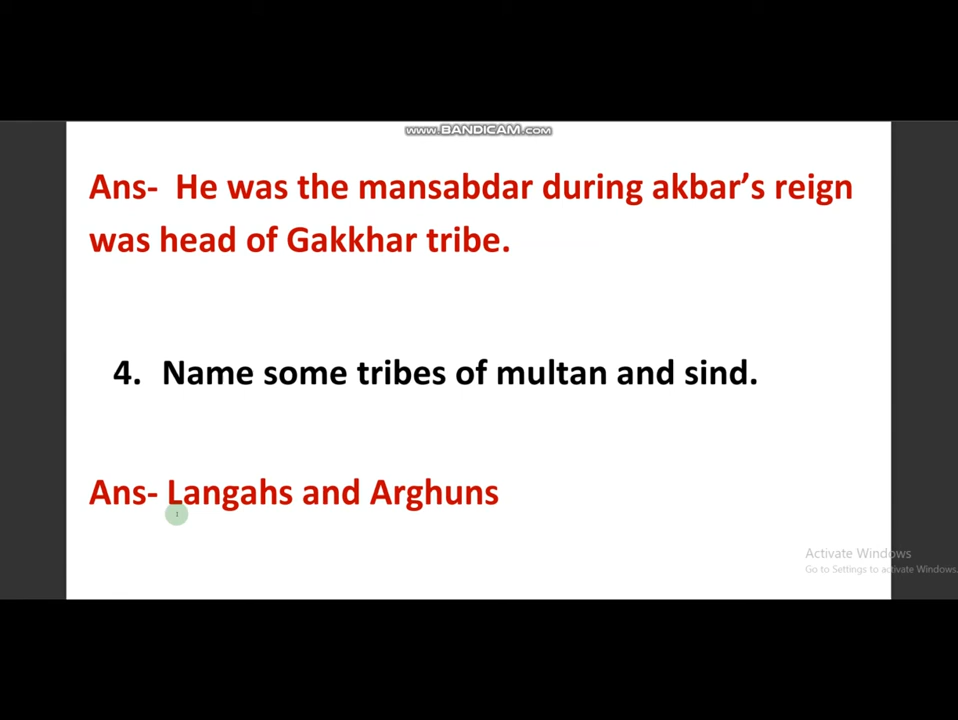 www.BANDICAM.com
Ans- He was the mansabdar during akbar’s reign
was head of Gakkhar tribe.
4. Name some tribes of multan and sind.
Ans- Langahs and Arghuns
Activate Windows
Go to Settings to activate Windows.